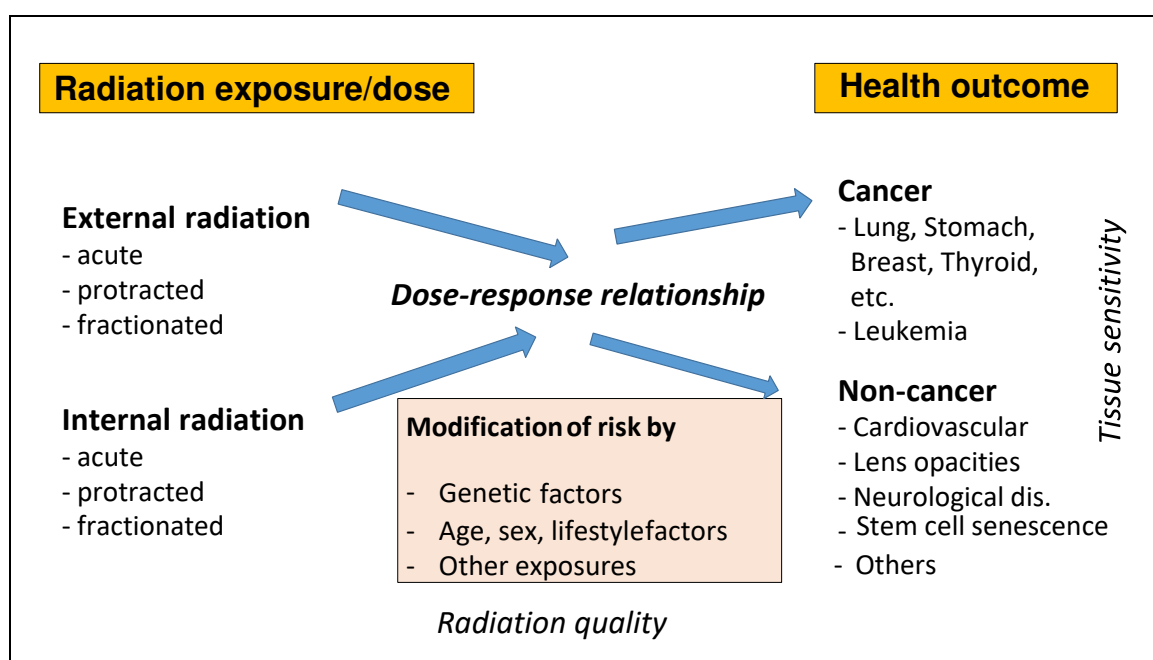 Radiation exposure/dose
Health outcome
External radiation
- acute
- protracted
- fractionated
Internal radiation
- acute
- protracted
- fractionated
Dose-response relationship
Modification of risk by
- Genetic factors
- Age, sex, lifestylefactors
- Other exposures
Radiation quality
Cancer
- Lung, Stomach,
Breast, Thyroid,
etc.
- Leukemia
Non-cancer
- Cardiovascular
- Lens opacities
- Neurological dis.
- Stem cell senescence
- Others
Tissue sensitivity